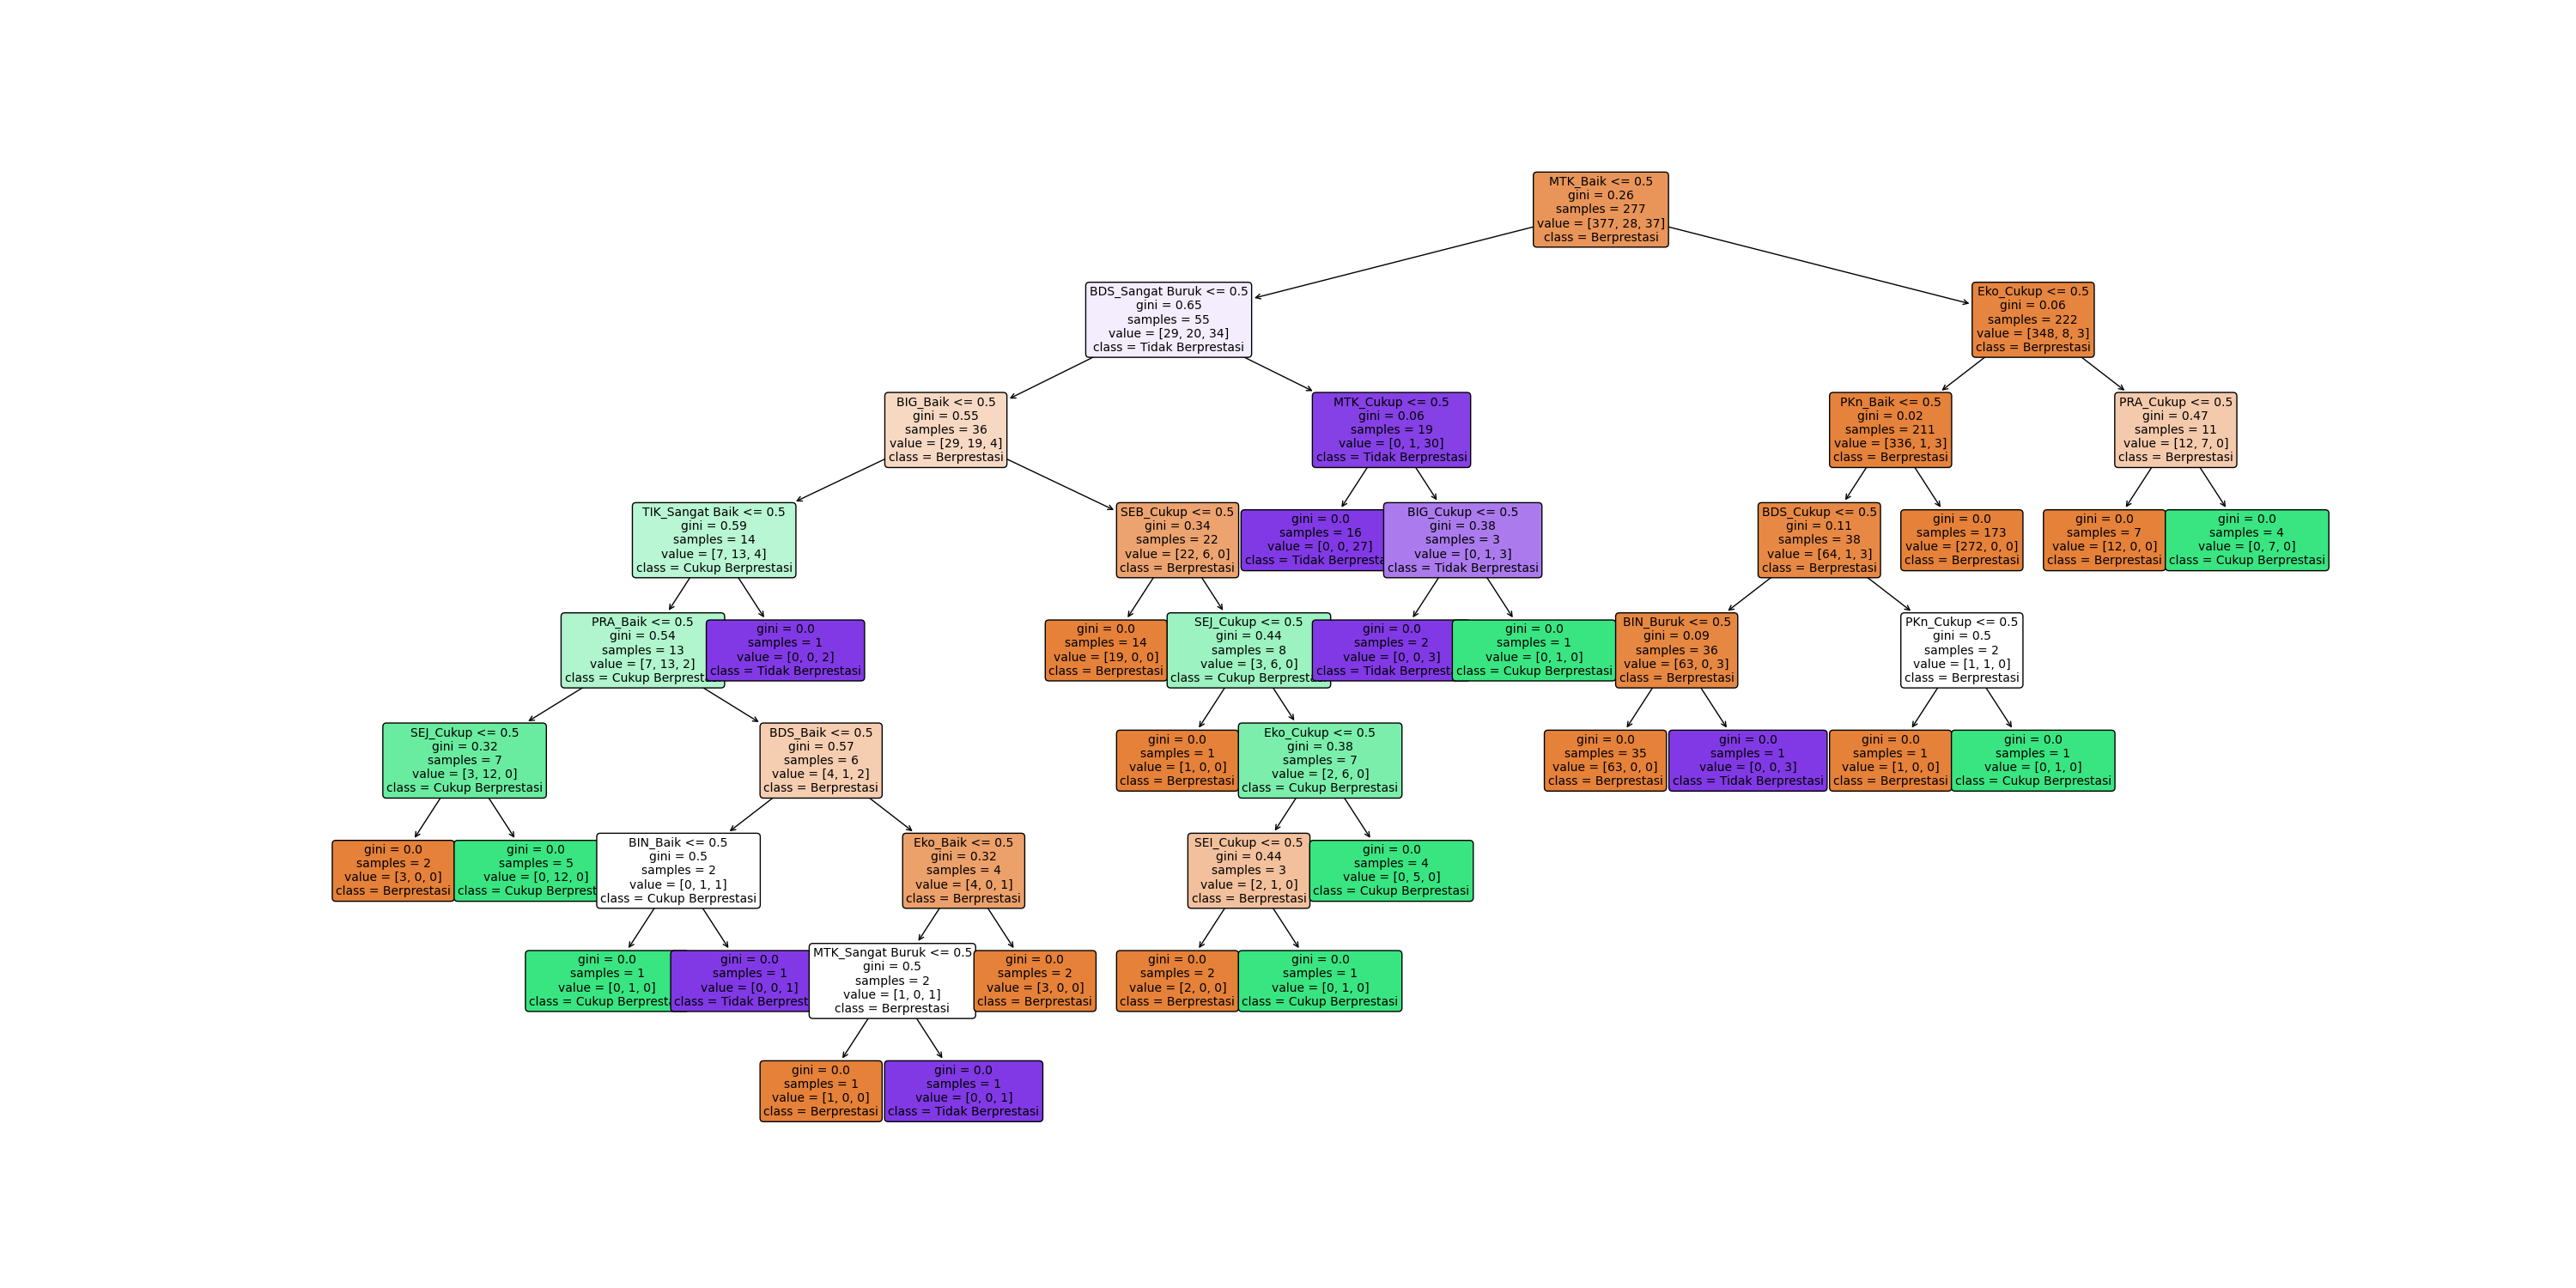 MTK_Baik <= 0.5
gini = 0.26
samples = 277
value = [377, 28, 37]
class = Berprestasi
BDS_Sangat Buruk <= 0.5
gini = 0.65
samples = 55
value = [29, 20, 34]
class = Tidak Berprestasi
Eko_Cukup <= 0.5
gini = 0.06
samples = 222
value = [348, 8, 3]
class = Berprestasi
BIG_Baik <= 0.5
gini = 0.55
samples = 36
value = [29, 19, 4]
class = Berprestasi
MTK_Cukup <= 0.5
gini = 0.06
samples = 19
value = [0, 1, 30]
class = Tidak Berprestasi
PKn_Baik <= 0.5
gini = 0.02
samples = 211
value = [336, 1, 3]
class = Berprestasi
PRA_Cukup <= 0.5
gini = 0.47
samples = 11
value = [12, 7, 0]
class = Berprestasi
TIK_Sangat Baik <= 0.5
gini = 0.59
samples = 14
value = [7, 13, 4]
class = Cukup Berprestasi
SEB_Cukup <= 0.5
gini = 0.34
samples = 22
value = [22, 6, 0]
class = Berprestasi
gini = 0.0
samples = 16
value = [0, 0, 27]
class = Tidak Berpresta
BIG_Cukup <= 0.5
gini = 0.38
samples = 3
value = [0, 1, 3]
class = Tidak Berprestasi
BDS_Cukup <= 0.5
gini = 0.11
samples = 38
value = [64, 1, 3]
class = Berprestasi
gini = 0.0
samples = 173
value = [272, 0, 0]
class = Berprestasi
gini = 0.0
samples = 7
value = [12, 0, 0]
class = Berprestasi
gini = 0.0
samples = 4
value = [0, 7, 0]
class = Cukup Berprestasi
PRA_Baik <= 0.5
gini = 0.54
samples = 13
value = [7, 13, 2]
class = Cukup Berpresta
gini = 0.0
samples = 1
value = [0, 0, 2]
class = Tidak Berprestasi
gini = 0.0
samples = 14
value = [19, 0, 0]
class = Berprestasi
SEJ_Cukup <= 0.5
gini = 0.44
samples = 8
value = [3, 6, 0]
class = Cukup Berpresta
gini = 0.0
samples = 2
value = [0, 0, 3]
class = Tidak Berprest
gini = 0.0
samples = 1
value = [0, 1, 0]
class = Cukup Berprestasi
BIN_Buruk <= 0.5
gini = 0.09
samples = 36
value = [63, 0, 3]
class = Berprestasi
PKn_Cukup <= 0.5
gini = 0.5
samples = 2
value = [1, 1, 0]
class = Berprestasi
SEJ_Cukup <= 0.5
gini = 0.32
samples = 7
value = [3, 12, 0]
class = Cukup Berprestasi
BDS_Baik <= 0.5
gini = 0.57
samples = 6
value = [4, 1, 2]
class = Berprestasi
gini = 0.0
samples = 1
value = [1, 0, 0]
class = Berprestasi
Eko_Cukup <= 0.5
gini = 0.38
samples = 7
value = [2, 6, 0]
class = Cukup Berprestasi
gini = 0.0
samples = 35
value = [63, 0, 0]
class = Berprestasi
gini = 0.0
samples = 1
value = [0, 0, 3]
class = Tidak Berprestasi
gini = 0.0
samples = 1
value = [1, 0, 0]
class = Berprestasi
gini = 0.0
samples = 1
value = [0, 1, 0]
class = Cukup Berprestasi
gini = 0.0
samples = 2
value = [3, 0, 0]
class = Berprestasi
gini = 0.0
samples = 5
value = [0, 12, 0]
class = Cukup Berprest
BIN_Baik <= 0.5
gini = 0.5
samples = 2
value = [0, 1, 1]
class = Cukup Berprestasi
Eko_Baik <= 0.5
gini = 0.32
samples = 4
value = [4, 0, 1]
class = Berprestasi
SEI_Cukup <= 0.5
gini = 0.44
samples = 3
value = [2, 1, 0]
class = Berprestasi
gini = 0.0
samples = 4
value = [0, 5, 0]
class = Cukup Berprestasi
gini = 0.0
samples = 1
value = [0, 1, 0]
class = Cukup Berpresta
gini = 0.0
samples = 1
value = [0, 0, 1]
class = Tidak Berprest
MTK_Sangat Buruk <= 0.5
gini = 0.5
samples = 2
value = [1, 0, 1]
class = Berprestasi
gini = 0.0
samples = 2
value = [3, 0, 0]
class = Berprestasi
gini = 0.0
samples = 2
value = [2, 0, 0]
class = Berprestasi
gini = 0.0
samples = 1
value = [0, 1, 0]
class = Cukup Berprestasi
gini = 0.0
samples = 1
value = [1, 0, 0]
class = Berprestasi
gini = 0.0
samples = 1
value = [0, 0, 1]
class = Tidak Berprestasi